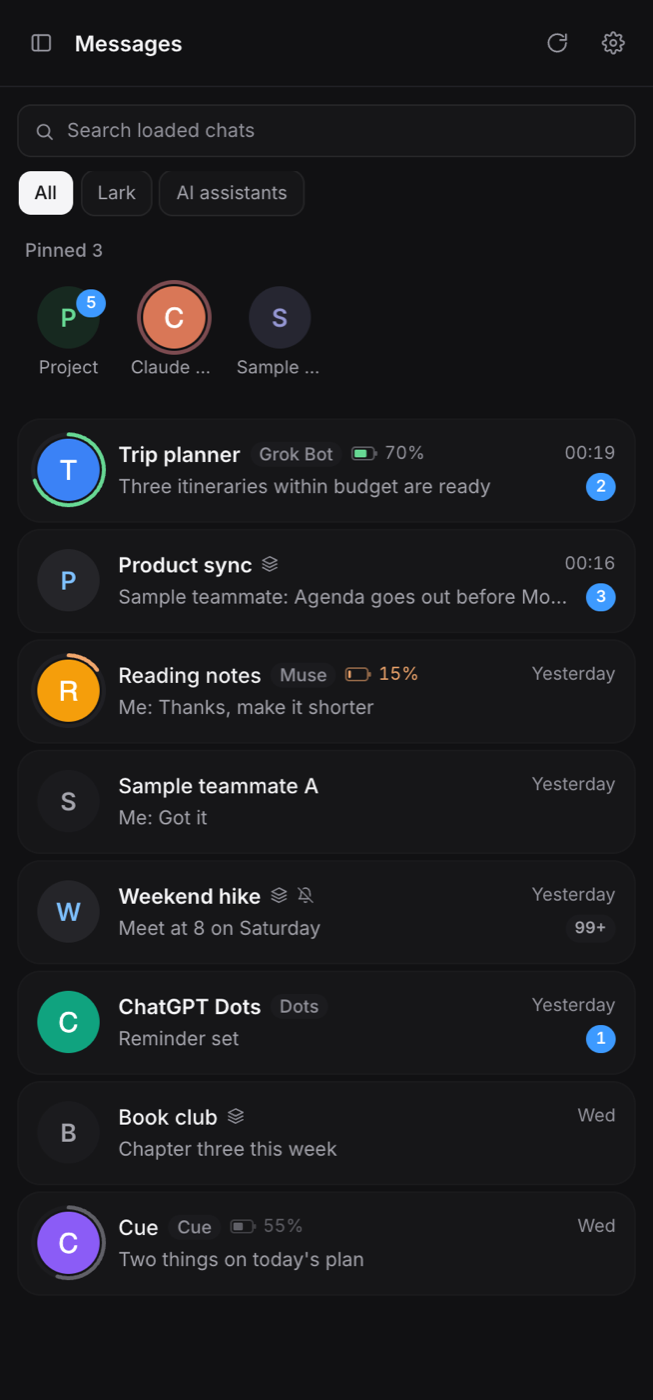 Messages
Search loaded chats
All Lark AI assistants
Pinned 3
P 5 C S
Project Claude ... Sample ...
T Trip planner Grok Bot 70% 00:19
Three itineraries within budget are ready 2
P Product sync 00:16
Sample teammate: Agenda goes out before Mo... 3
R Reading notes Muse 15% Yesterday
Me: Thanks, make it shorter
S Sample teammate A Yesterday
Me: Got it
W Weekend hike Yesterday
Meet at 8 on Saturday 99+
C ChatGPT Dots Dots Yesterday
Reminder set 1
B Book club Wed
Chapter three this week
C Cue Cue 55% Wed
Two things on today's plan